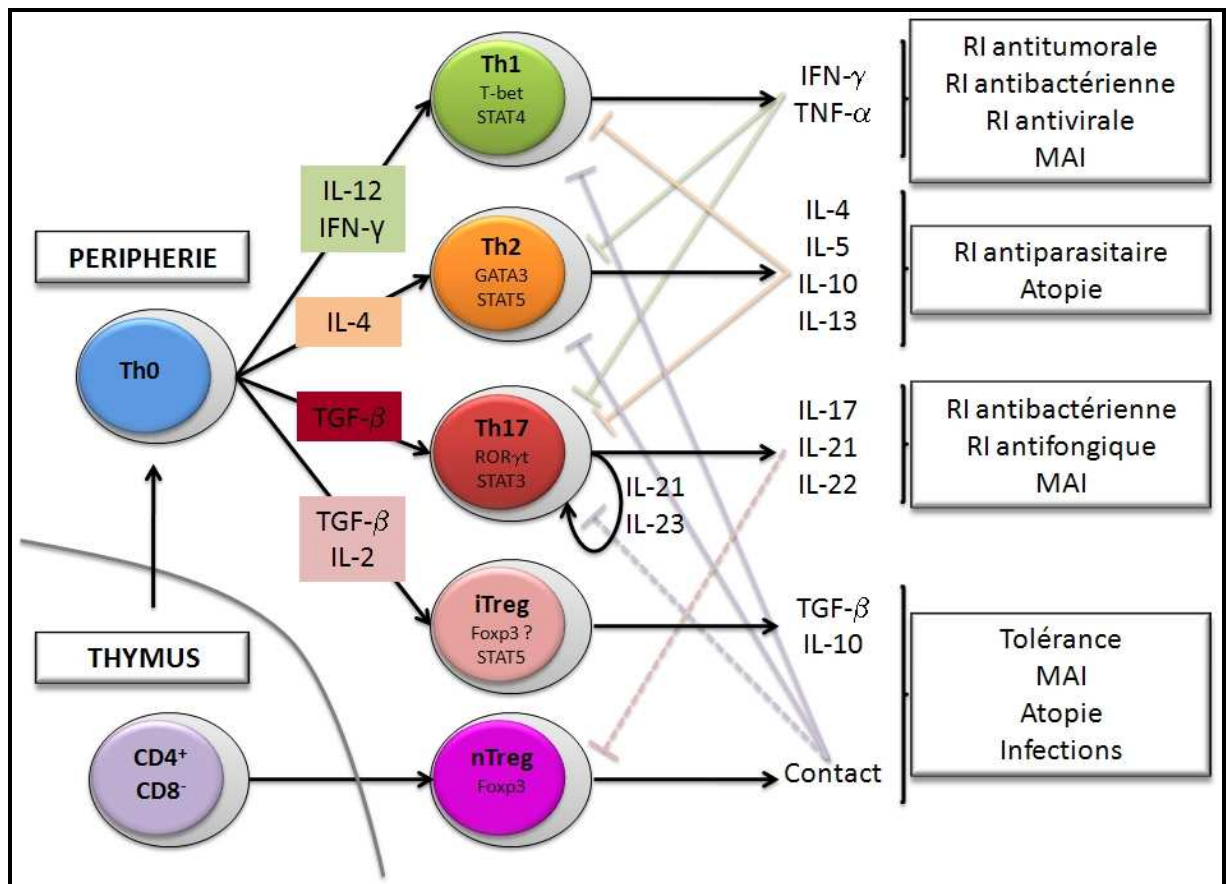 PERIPHERIE
Th0
THYMUS
CD4+
CD8-
IL-12
IFN-γ
IL-4
TGF-β
TGF-β
IL-2
Th1
T-bet
STAT4
Th2
GATA3
STAT5
Th17
RORγt
STAT3
IL-21
IL-23
iTreg
Foxp3 ?
STAT5
nTreg
Foxp3
IFN-γ
TNF-α
IL-4
IL-5
IL-10
IL-13
IL-17
IL-21
IL-22
TGF-β
IL-10
Contact
RI antitumorale
RI antibactérienne
RI antivirale
MAI
RI antiparasitaire
Atopie
RI antibactérienne
RI antifongique
MAI
Tolérance
MAI
Atopie
Infections